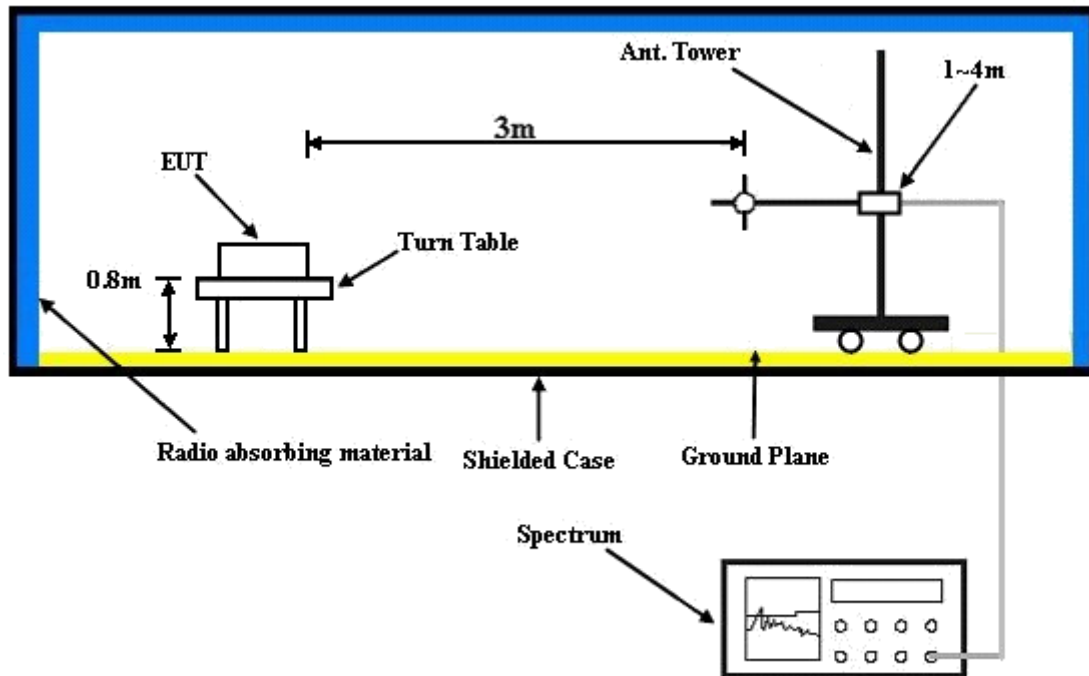 Ant. Tower
1~4m
3m
EUT
Turn Table
0.8m
Radio absorbing material
Shielded Case
Ground Plane
Spectrum